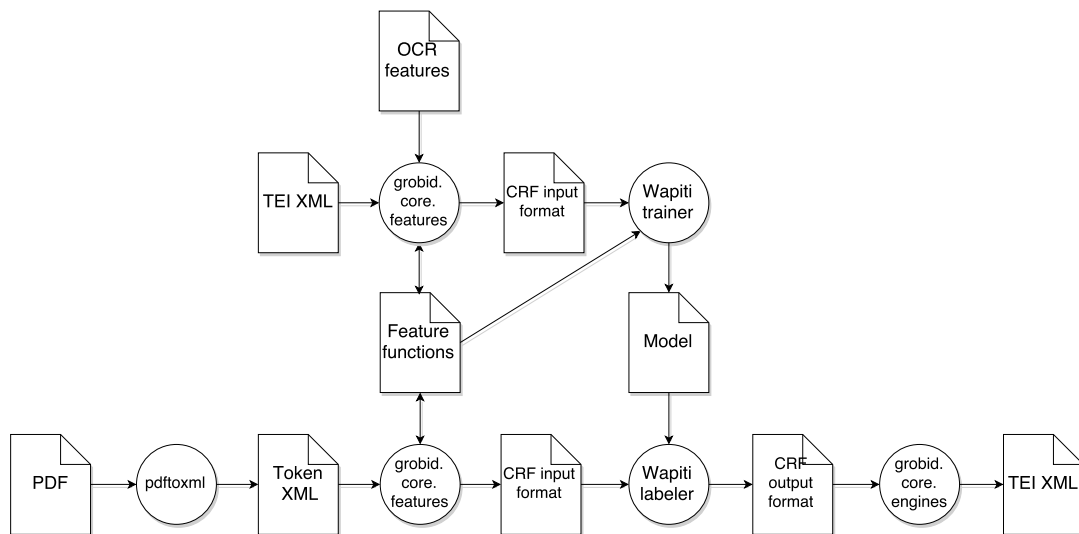 OCR
features
TEI XML
grobid.
core.
features
CRF input
format
Wapiti
trainer
Feature
functions
Model
PDF
pdftoxml
Token
XML
grobid.
core.
features
CRF input
format
Wapiti
labeler
CRF
output
format
grobid.
core.
engines
TEI XML